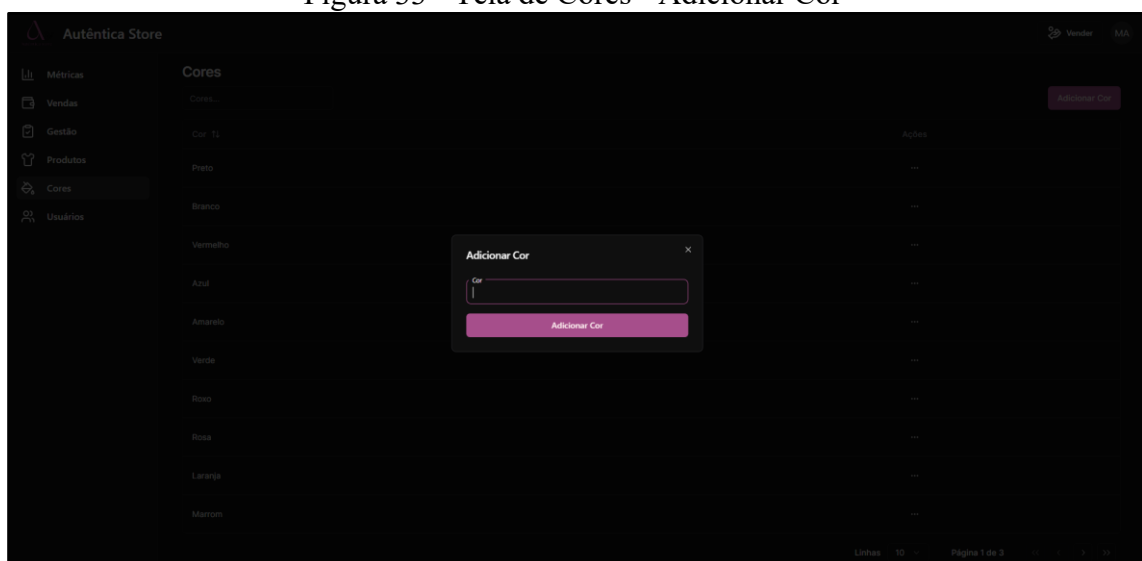 Figura 33 - Tela de Cores - Adicionar Cor
Autêntica Store
Vender
MA
Métricas
Vendas
Gestão
Produtos
Cores
Usuários
Cores
Cores...
Adicionar Cor
Cor
Ações
Preto
...
Branco
...
Vermelho
...
Azul
...
Amarelo
...
Verde
...
Roxo
...
Rosa
...
Laranja
...
Marrom
...
Adicionar Cor
×
Cor
Adicionar Cor
Linhas 10 Página 1 de 3